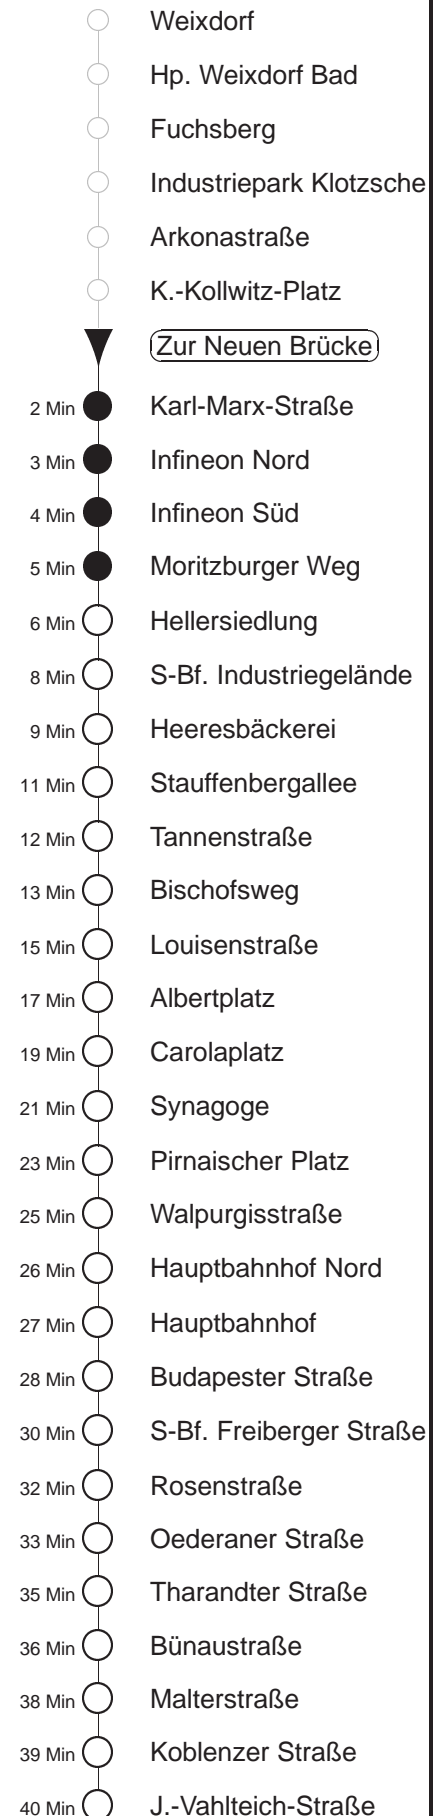 Weixdorf
Hp. Weixdorf Bad
Fuchsberg
Industriepark Klotzsche
Arkonastraße
K.-Kollwitz-Platz
Zur Neuen Brücke
2 Min Karl-Marx-Straße
3 Min Infineon Nord
4 Min Infineon Süd
5 Min Moritzburger Weg
6 Min Hellersiedlung
8 Min S-Bf. Industriegelände
9 Min Heeresbäckerei
11 Min Stauffenbergallee
12 Min Tannenstraße
13 Min Bischofsweg
15 Min Louisenstraße
17 Min Albertplatz
19 Min Carolaplatz
21 Min Synagoge
23 Min Pirnaischer Platz
25 Min Walpurgisstraße
26 Min Hauptbahnhof Nord
27 Min Hauptbahnhof
28 Min Budapester Straße
30 Min S-Bf. Freiberger Straße
32 Min Rosenstraße
33 Min Oederaner Straße
35 Min Tharandter Straße
36 Min Bünaustraße
38 Min Malterstraße
39 Min Koblenzer Straße
40 Min J.-Vahlteich-Straße